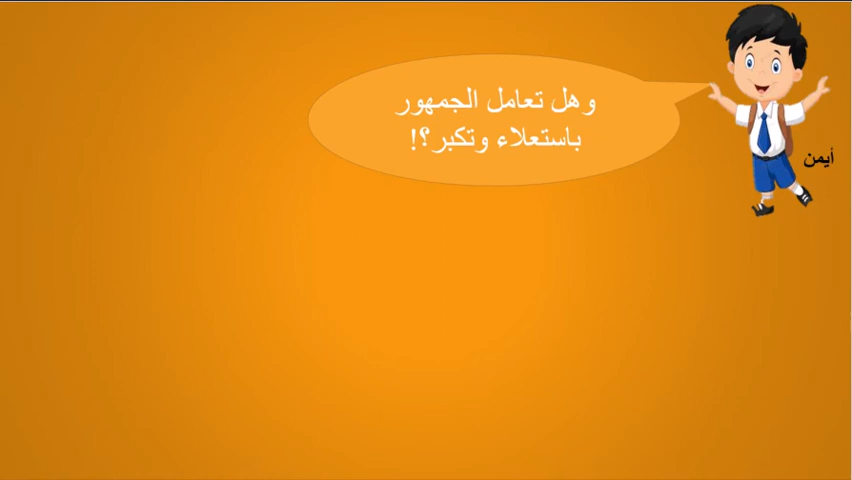 وهل تعامل الجمهور
باستعلاء وتكبر؟!
أيمن